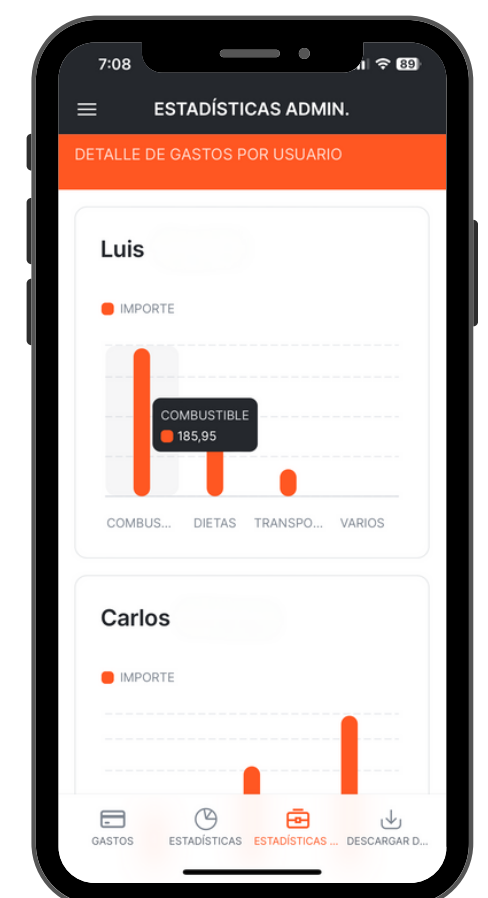 7:08
89
ESTADÍSTICAS ADMIN.
DETALLE DE GASTOS POR USUARIO
Luis
IMPORTE
COMBUSTIBLE
185,95
COMBUS... DIETAS TRANSPO... VARIOS
Carlos
IMPORTE
GASTOS ESTADÍSTICAS ESTADÍSTICAS ... DESCARGAR D...